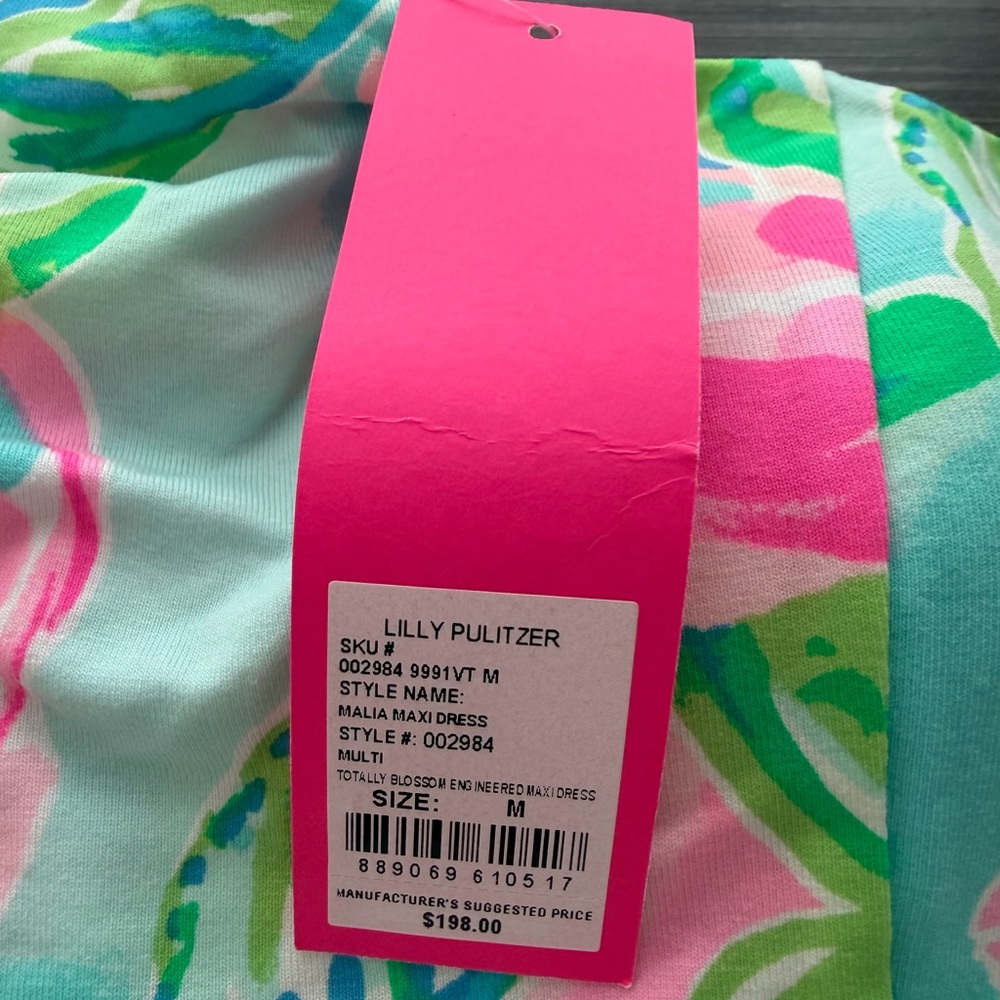 LILLY PULITZER
SKU #
002984 9991VT M
STYLE NAME:
MALIA MAXI DRESS
STYLE #: 002984
MULTI
TOTALLY BLOSSOM ENGINEERED MAXI DRESS
SIZE: M
889069 610517
MANUFACTURER'S SUGGESTED PRICE
$198.00